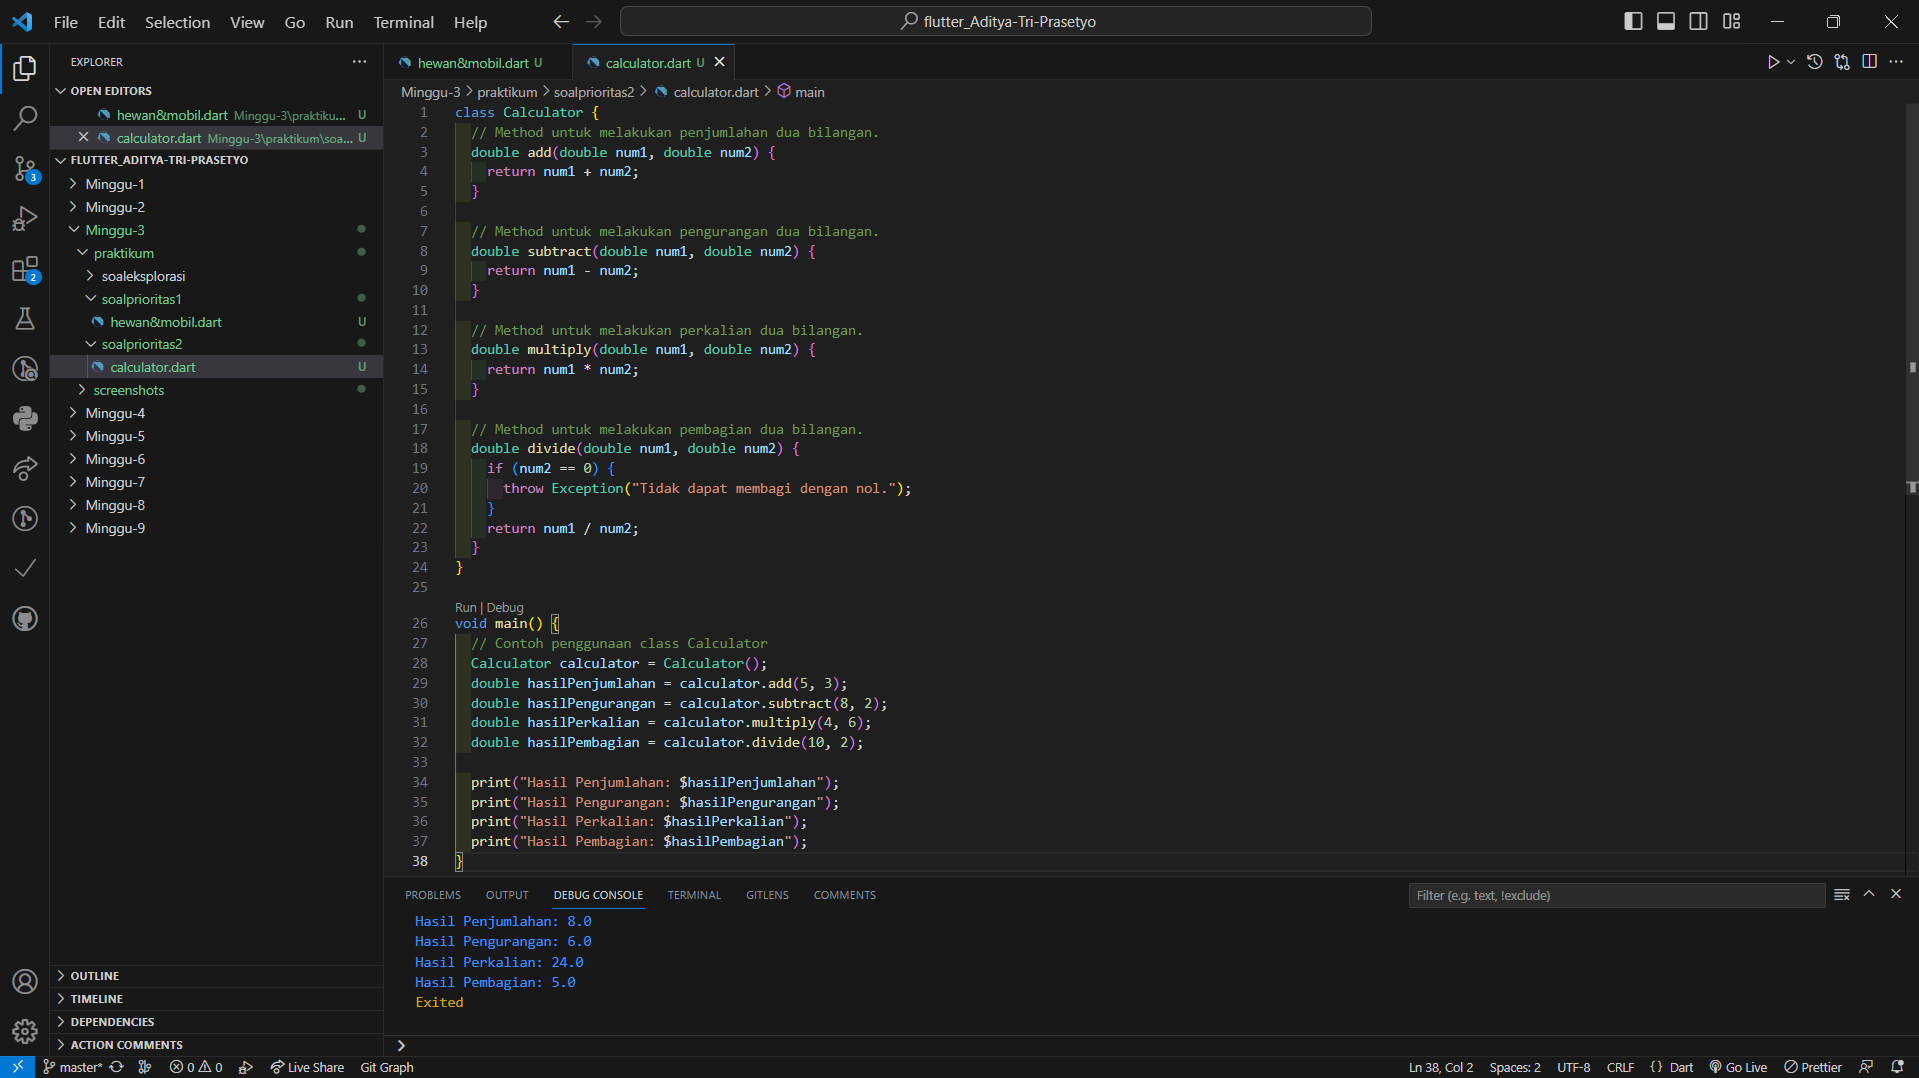 File Edit Selection View Go Run Terminal Help
flutter_Aditya-Tri-Prasetyo
EXPLORER
OPEN EDITORS
hewan&mobil.dart Minggu-3\praktiku... U
calculator.dart Minggu-3\praktikum\soa... U
FLUTTER_ADITYA-TRI-PRASETYO
Minggu-1
Minggu-2
Minggu-3
praktikum
soaleksplorasi
soalprioritas1
hewan&mobil.dart U
soalprioritas2
calculator.dart U
screenshots
Minggu-4
Minggu-5
Minggu-6
Minggu-7
Minggu-8
Minggu-9
OUTLINE
TIMELINE
DEPENDENCIES
ACTION COMMENTS
3
2
hewan&mobil.dart U
calculator.dart U
Minggu-3 > praktikum > soalprioritas2 > calculator.dart > main
1 class Calculator {
2 // Method untuk melakukan penjumlahan dua bilangan.
3 double add(double num1, double num2) {
4 return num1 + num2;
5 }
6
7 // Method untuk melakukan pengurangan dua bilangan.
8 double subtract(double num1, double num2) {
9 return num1 - num2;
10 }
11
12 // Method untuk melakukan perkalian dua bilangan.
13 double multiply(double num1, double num2) {
14 return num1 * num2;
15 }
16
17 // Method untuk melakukan pembagian dua bilangan.
18 double divide(double num1, double num2) {
19 if (num2 == 0) {
20 throw Exception("Tidak dapat membagi dengan nol.");
21 }
22 return num1 / num2;
23 }
24 }
25
Run | Debug
26 void main() {
27 // Contoh penggunaan class Calculator
28 Calculator calculator = Calculator();
29 double hasilPenjumlahan = calculator.add(5, 3);
30 double hasilPengurangan = calculator.subtract(8, 2);
31 double hasilPerkalian = calculator.multiply(4, 6);
32 double hasilPembagian = calculator.divide(10, 2);
33
34 print("Hasil Penjumlahan: $hasilPenjumlahan");
35 print("Hasil Pengurangan: $hasilPengurangan");
36 print("Hasil Perkalian: $hasilPerkalian");
37 print("Hasil Pembagian: $hasilPembagian");
38 }
PROBLEMS OUTPUT DEBUG CONSOLE TERMINAL GITLENS COMMENTS
Filter (e.g. text, !exclude)
Hasil Penjumlahan: 8.0
Hasil Pengurangan: 6.0
Hasil Perkalian: 24.0
Hasil Pembagian: 5.0
Exited
master* 0 0 Live Share Git Graph
Ln 38, Col 2 Spaces: 2 UTF-8 CRLF {} Dart Go Live Prettier